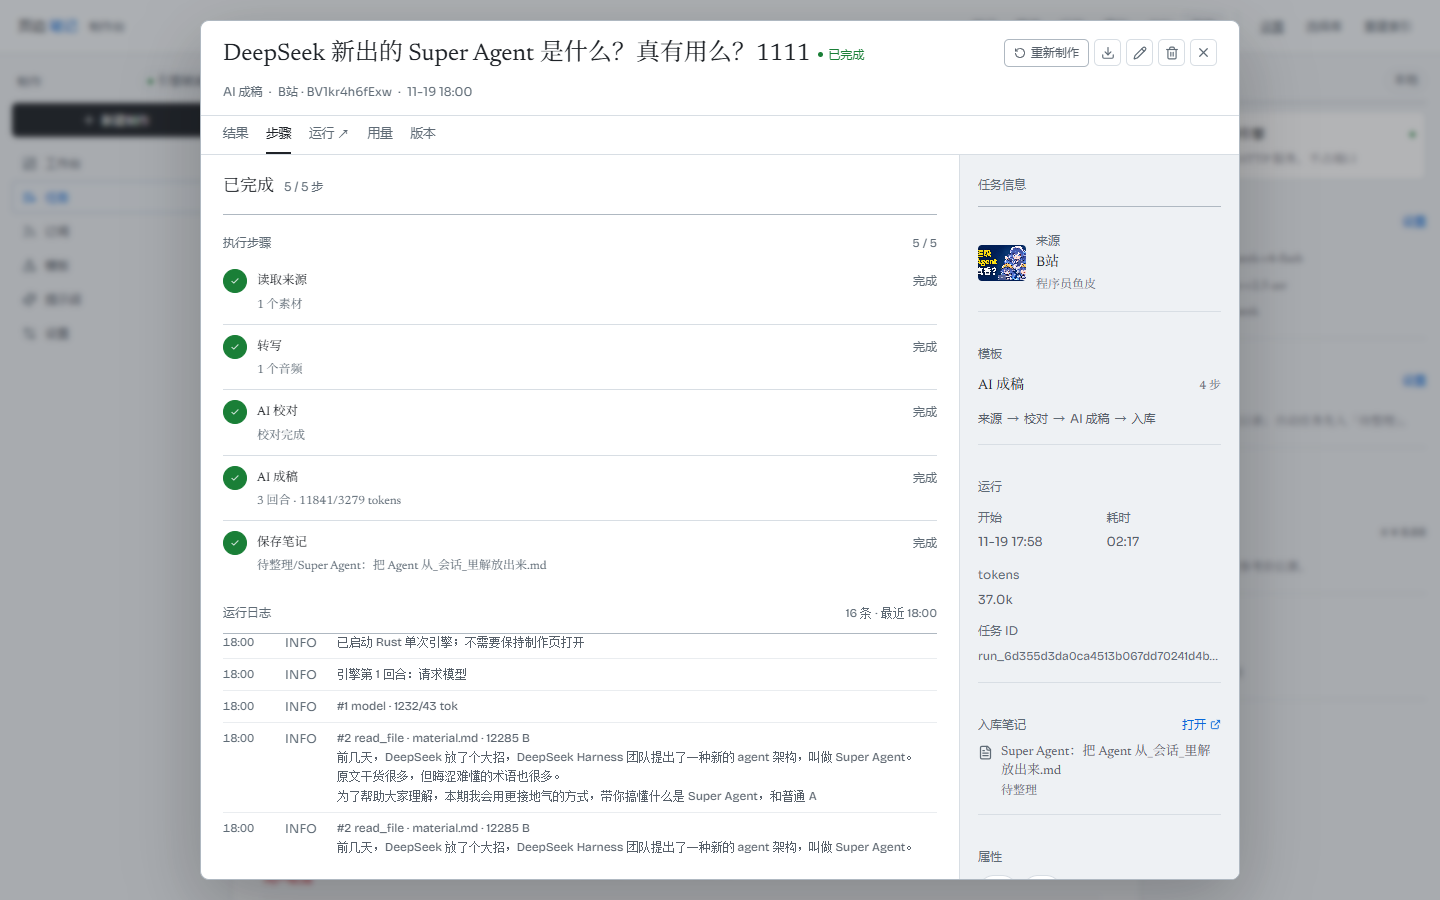 DeepSeek 新出的 Super Agent 是什么？真有用么？1111
已完成
重新制作
AI 成稿 · B站 · BV1kr4h6fExw · 11-19 18:00
结果
步骤
运行 ↗
用量
版本
已完成 5 / 5 步
执行步骤
5 / 5
读取来源
完成
1 个素材
转写
完成
1 个音频
AI 校对
完成
校对完成
AI 成稿
完成
3 回合 · 11841/3279 tokens
保存笔记
完成
待整理/Super Agent：把 Agent 从_会话_里解放出来.md
运行日志
16 条 · 最近 18:00
18:00 INFO 已启动 Rust 单次引擎；不需要保持制作页打开
18:00 INFO 引擎第 1 回合：请求模型
18:00 INFO #1 model · 1232/43 tok
18:00 INFO #2 read_file · material.md · 12285 B
前几天，DeepSeek 放了个大招，DeepSeek Harness 团队提出了一种新的 agent 架构，叫做 Super Agent。
原文干货很多，但晦涩难懂的术语也很多。
为了帮助大家理解，本期我会用更接地气的方式，带你搞懂什么是 Super Agent，和普通 A
18:00 INFO #2 read_file · material.md · 12285 B
前几天，DeepSeek 放了个大招，DeepSeek Harness 团队提出了一种新的 agent 架构，叫做 Super Agent。
任务信息
来源
B站
程序员鱼皮
模板
AI 成稿
4 步
来源 → 校对 → AI 成稿 → 入库
运行
开始
耗时
11-19 17:58
02:17
tokens
37.0k
任务 ID
run_6d355d3da0ca4513b067dd70241d4b...
入库笔记
打开
Super Agent：把 Agent 从_会话_里解
放出来.md
待整理
属性